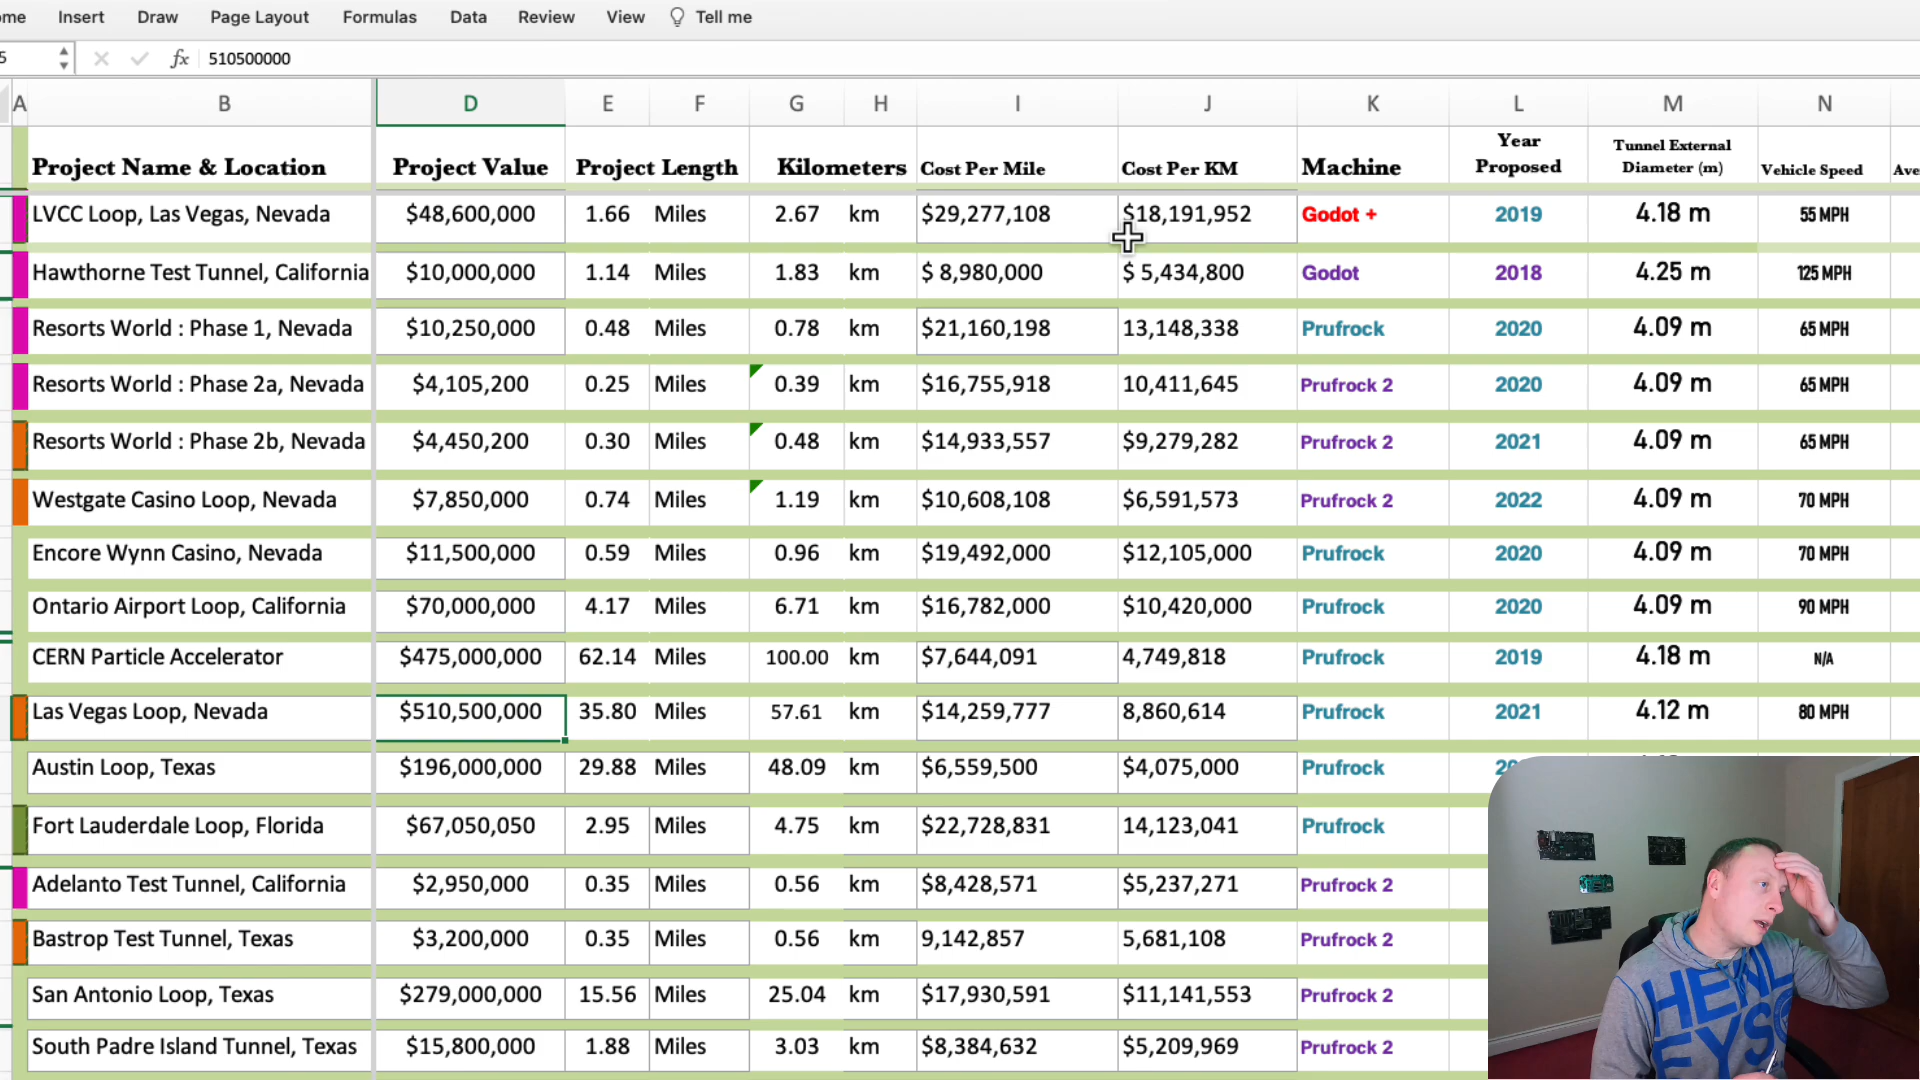 ome Insert Draw Page Layout Formulas Data Review View Tell me
5 fx 510500000
A B D E F G H I J K L M N
Project Name & Location Project Value Project Length Kilometers Cost Per Mile Cost Per KM Machine Year Proposed Tunnel External Diameter (m) Vehicle Speed Ave
LVCC Loop, Las Vegas, Nevada $48,600,000 1.66 Miles 2.67 km $29,277,108 $18,191,952 Godot + 2019 4.18 m 55 MPH
Hawthorne Test Tunnel, California $10,000,000 1.14 Miles 1.83 km $ 8,980,000 $ 5,434,800 Godot 2018 4.25 m 125 MPH
Resorts World : Phase 1, Nevada $10,250,000 0.48 Miles 0.78 km $21,160,198 13,148,338 Prufrock 2020 4.09 m 65 MPH
Resorts World : Phase 2a, Nevada $4,105,200 0.25 Miles 0.39 km $16,755,918 10,411,645 Prufrock 2 2020 4.09 m 65 MPH
Resorts World : Phase 2b, Nevada $4,450,200 0.30 Miles 0.48 km $14,933,557 $9,279,282 Prufrock 2 2021 4.09 m 65 MPH
Westgate Casino Loop, Nevada $7,850,000 0.74 Miles 1.19 km $10,608,108 $6,591,573 Prufrock 2 2022 4.09 m 70 MPH
Encore Wynn Casino, Nevada $11,500,000 0.59 Miles 0.96 km $19,492,000 $12,105,000 Prufrock 2020 4.09 m 70 MPH
Ontario Airport Loop, California $70,000,000 4.17 Miles 6.71 km $16,782,000 $10,420,000 Prufrock 2020 4.09 m 90 MPH
CERN Particle Accelerator $475,000,000 62.14 Miles 100.00 km $7,644,091 4,749,818 Prufrock 2019 4.18 m N/A
Las Vegas Loop, Nevada $510,500,000 35.80 Miles 57.61 km $14,259,777 8,860,614 Prufrock 2021 4.12 m 80 MPH
Austin Loop, Texas $196,000,000 29.88 Miles 48.09 km $6,559,500 $4,075,000 Prufrock
Fort Lauderdale Loop, Florida $67,050,050 2.95 Miles 4.75 km $22,728,831 14,123,041 Prufrock
Adelanto Test Tunnel, California $2,950,000 0.35 Miles 0.56 km $8,428,571 $5,237,271 Prufrock 2
Bastrop Test Tunnel, Texas $3,200,000 0.35 Miles 0.56 km 9,142,857 5,681,108 Prufrock 2
San Antonio Loop, Texas $279,000,000 15.56 Miles 25.04 km $17,930,591 $11,141,553 Prufrock 2
South Padre Island Tunnel, Texas $15,800,000 1.88 Miles 3.03 km $8,384,632 $5,209,969 Prufrock 2